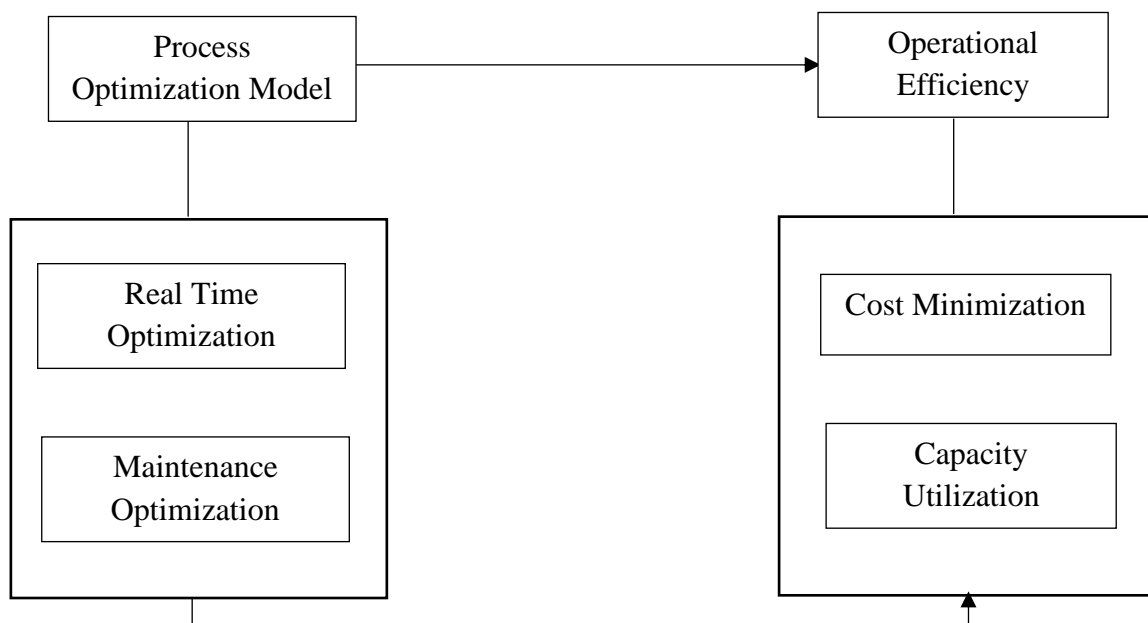 Process
Optimization Model
Operational
Efficiency
Real Time
Optimization
Maintenance
Optimization
Cost Minimization
Capacity
Utilization